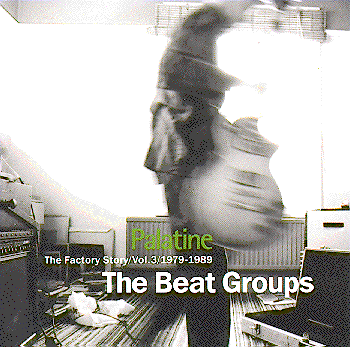 Palatine
The Factory Story/Vol.3/1979-1989
The Beat Groups